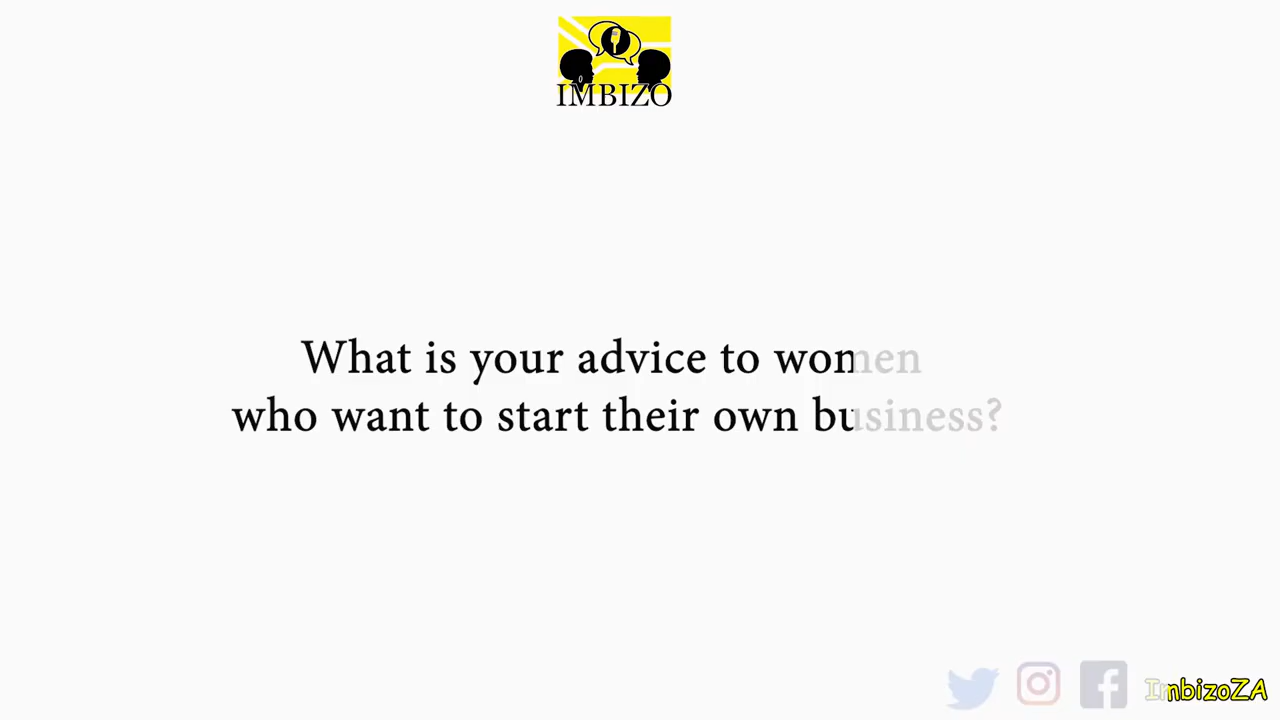 IMBIZO
What is your advice to women
who want to start their own business?
ImbizoZA